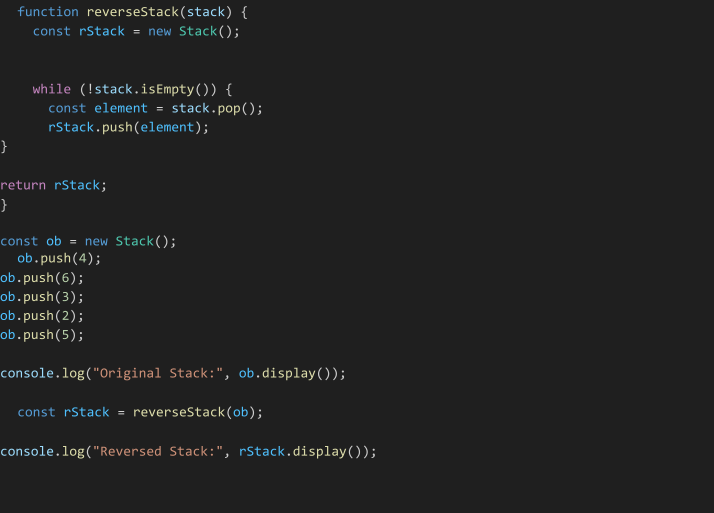 function reverseStack(stack) {
const rStack = new Stack();
while (!stack.isEmpty()) {
const element = stack.pop();
rStack.push(element);
}
return rStack;
}
const ob = new Stack();
ob.push(4);
ob.push(6);
ob.push(3);
ob.push(2);
ob.push(5);
console.log("Original Stack:", ob.display());
const rStack = reverseStack(ob);
console.log("Reversed Stack:", rStack.display());